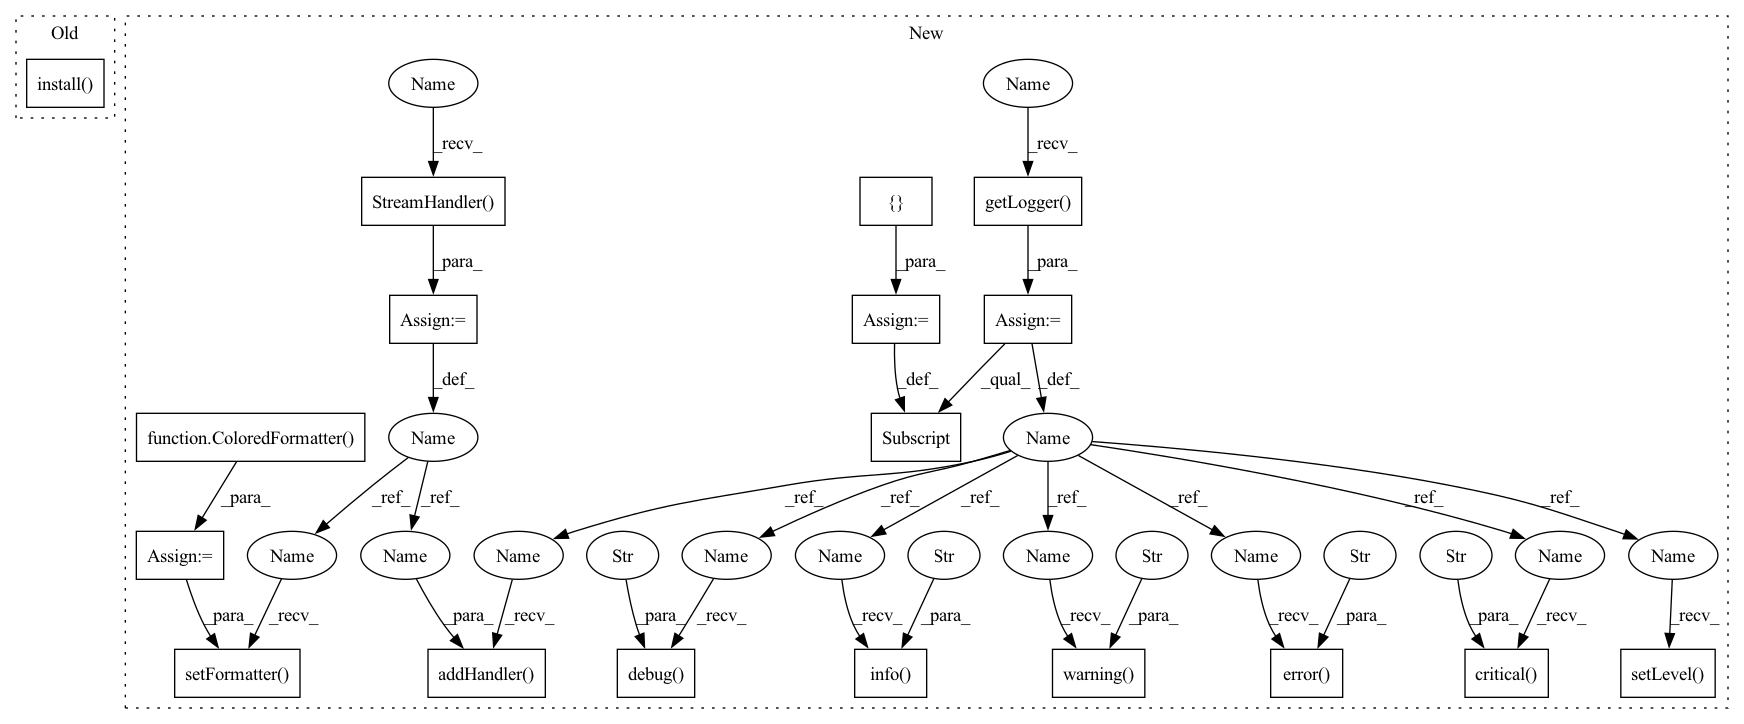 Old
New
install()
Name
Name
_recv_
_recv_
StreamHandler()
{}
getLogger()
_para_
_para_
_para_
Assign:=
Assign:=
Assign:=
_def_
_def_
_qual_
_def_
function.ColoredFormatter()
Name
Subscript
Name
_para_
_ref_
_ref_
_ref_
_ref_
_ref_
_ref_
_ref_
_ref_
_ref_
Assign:=
Name
Name
Name
Str
Name
Name
Str
Name
Str
Name
Str
Str
Name
Name
_para_
_recv_
_para_
_recv_
_para_
_recv_
_recv_
_para_
_recv_
_para_
_recv_
_para_
_para_
_recv_
_recv_
setFormatter()
addHandler()
debug()
info()
warning()
error()
critical()
setLevel()